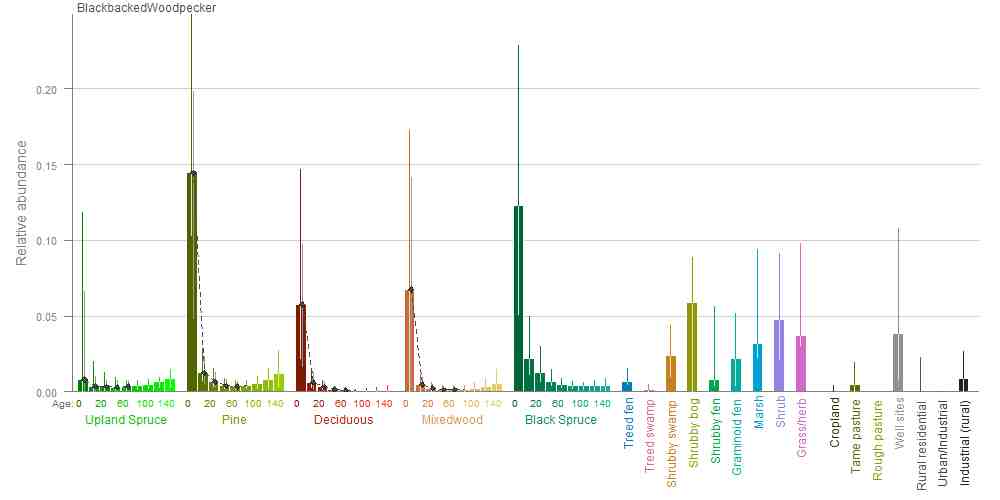 BlackbackedWoodpecker
Relative abundance
0.20
0.15
0.10
0.05
0.00
Age: 0 20 60 100 140 0 20 60 100 140 0 20 60 100 140 0 20 60 100 140 0 20 60 100 140
Upland Spruce Pine Deciduous Mixedwood Black Spruce
Treed fen
Treed swamp
Shrubby swamp
Shrubby bog
Shrubby fen
Graminoid fen
Marsh
Shrub
Grass/herb
Cropland
Tame pasture
Rough pasture
Well sites
Rural residential
Urban/Industrial
Industrial (rural)